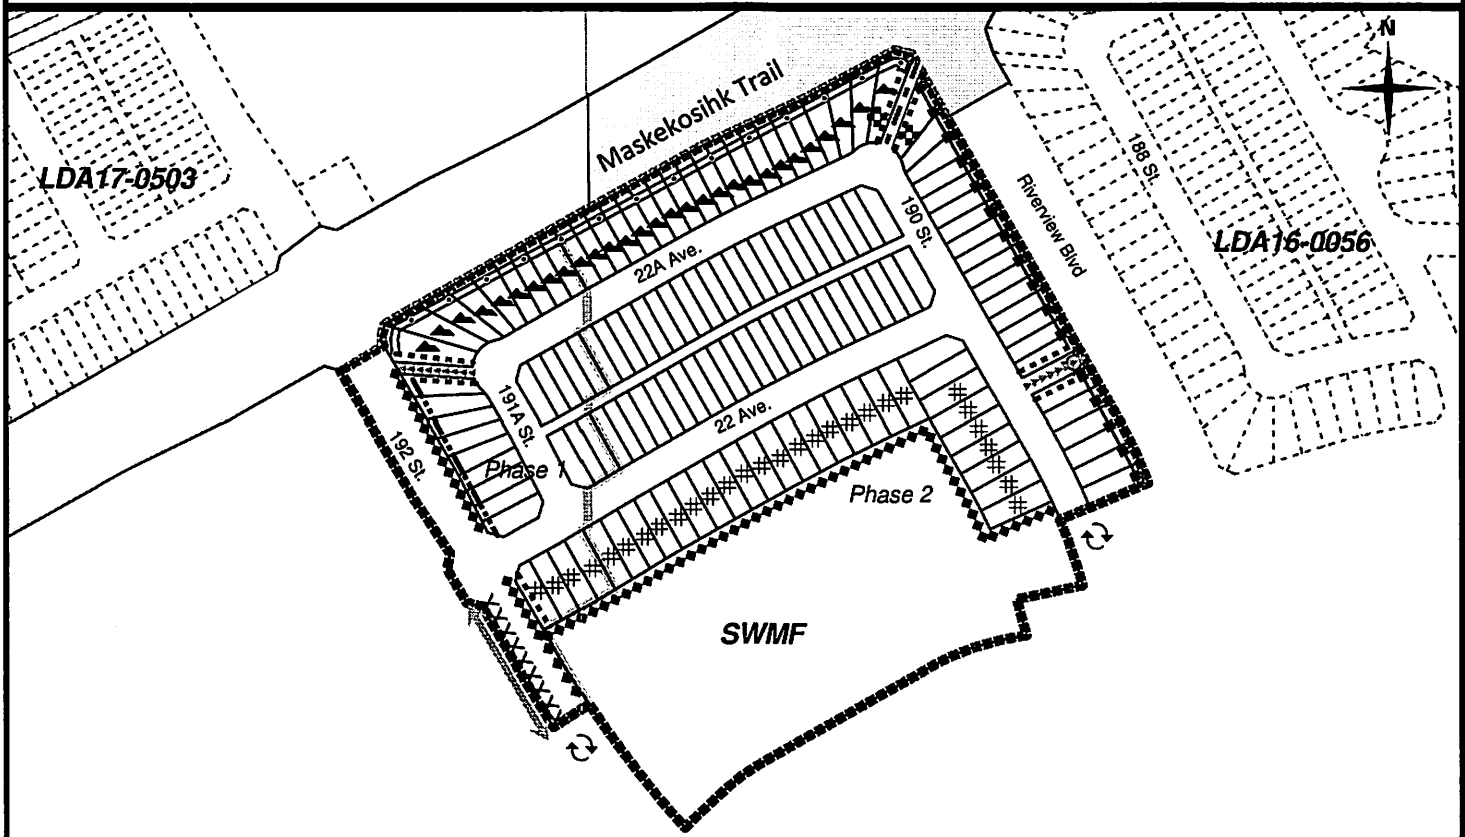 N
Maskekosihk Trail
LDA17-0503
188 St.
Riverview Blvd
190 St.
LDA16-0056
22A Ave.
191A St.
22 Ave.
192 St.
Phase 1
Phase 2
SWMF